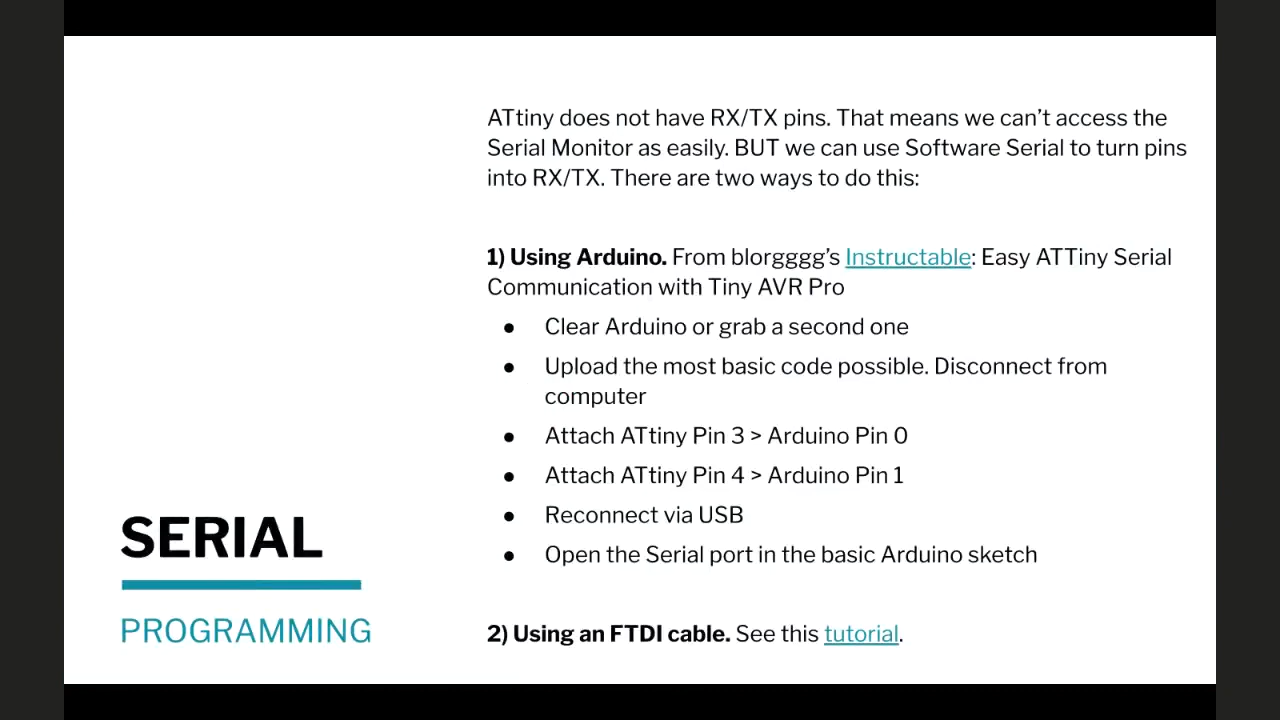 ATtiny does not have RX/TX pins. That means we can’t access the
Serial Monitor as easily. BUT we can use Software Serial to turn pins
into RX/TX. There are two ways to do this:
1) Using Arduino. From blorgggg’s Instructable: Easy ATTiny Serial
Communication with Tiny AVR Pro
● Clear Arduino or grab a second one
● Upload the most basic code possible. Disconnect from
computer
● Attach ATtiny Pin 3 > Arduino Pin 0
● Attach ATtiny Pin 4 > Arduino Pin 1
● Reconnect via USB
● Open the Serial port in the basic Arduino sketch
2) Using an FTDI cable. See this tutorial.
SERIAL
PROGRAMMING